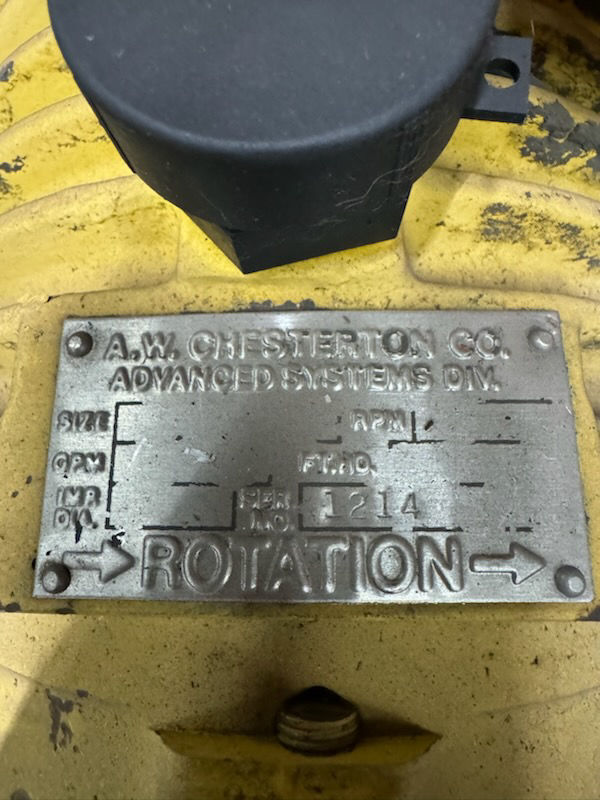 A.W. CHESTERTON CO.
ADVANCED SYSTEMS DIV.
SIZE RPM
GPM FT.HD.
IMP. DIA. SER. NO. 1214
ROTATION